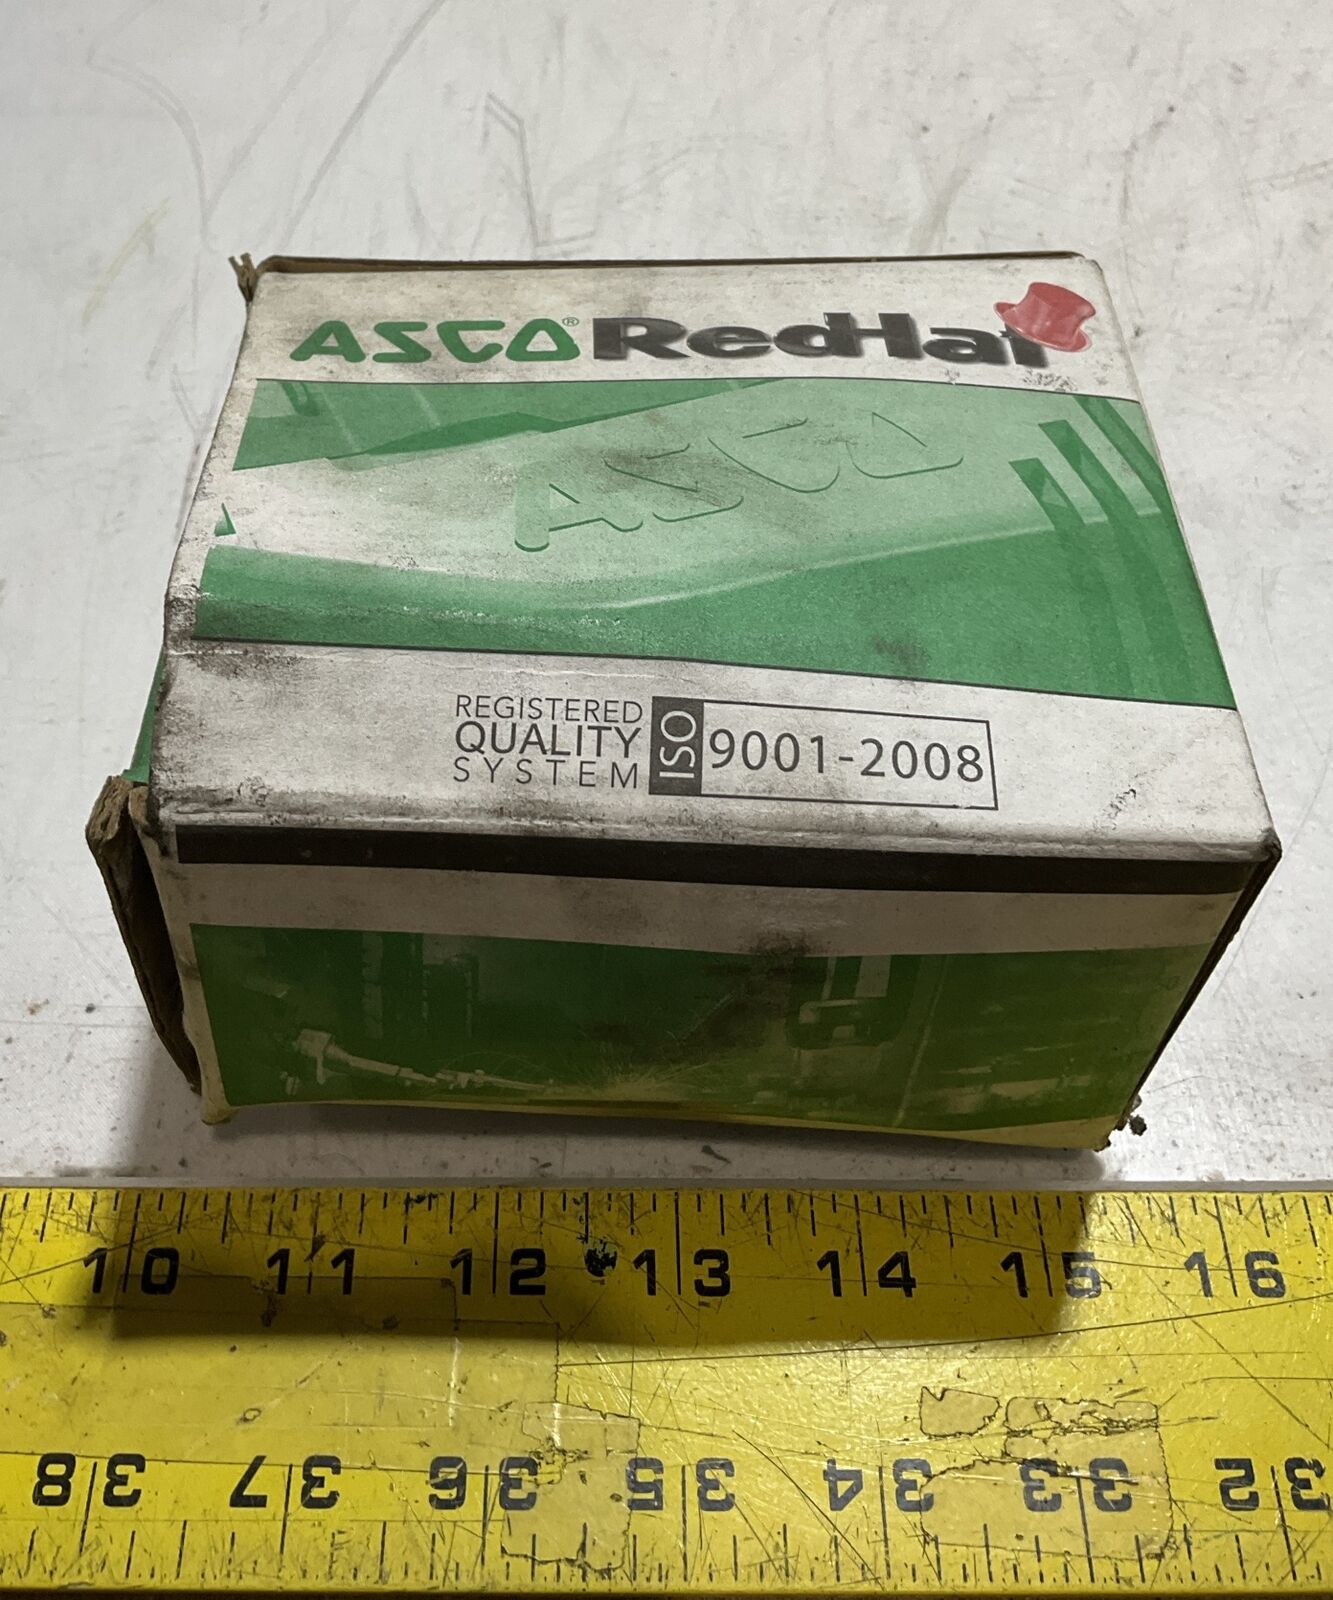 ASCO® RedHat
ASCO
REGISTERED
QUALITY
SYSTEM
ISO 9001-2008
10 11 12 13 14 15 16
38 37 36 35 34 33 32